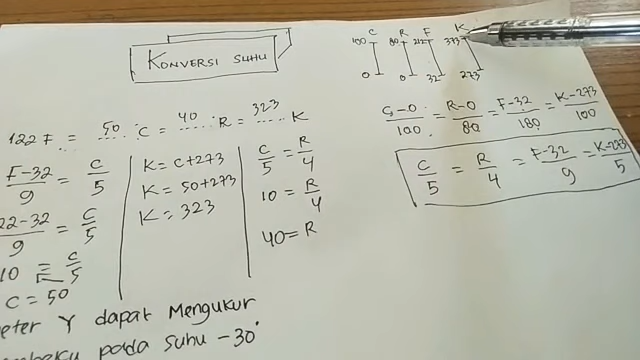 KONVERSI SUHU
C R F K
100 80 212 373
0 0 32 273
C-0/100 = R-0/80 = F-32/180 = K-273/100
C/5 = R/4 = F-32/9 = K-273/5
122 F = 50 C = 40 R = 323 K
F-32/9 = C/5
22-32/9 = C/5
10 = C/5
C = 50
K = C+273
K = 50+273
K = 323
C/5 = R/4
10 = R/4
40 = R
eter Y dapat Mengukur
pada suhu -30°